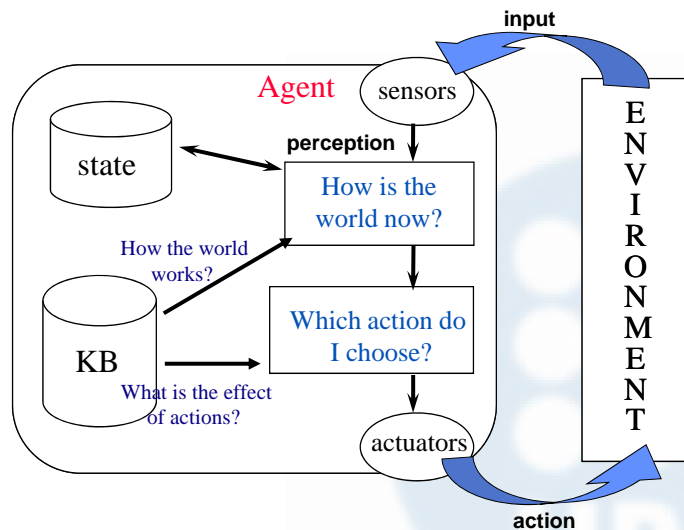 input
Agent
sensors
perception
state
How is the
world now?
How the world
works?
Which action do
I choose?
KB
What is the effect
of actions?
actuators
action
ENVIRONMENT